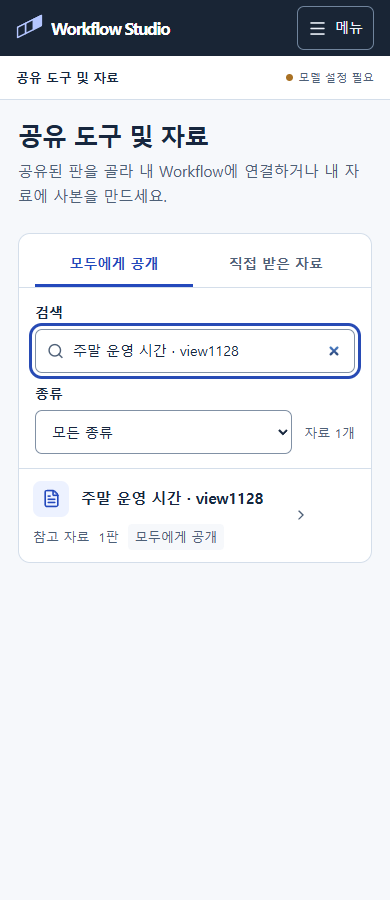 Workflow Studio
메뉴
공유 도구 및 자료
모델 설정 필요
공유 도구 및 자료
공유된 판을 골라 내 Workflow에 연결하거나 내 자
료에 사본을 만드세요.
모두에게 공개
직접 받은 자료
검색
주말 운영 시간 · view1128
종류
모든 종류
자료 1개
주말 운영 시간 · view1128
참고 자료 1판 모두에게 공개